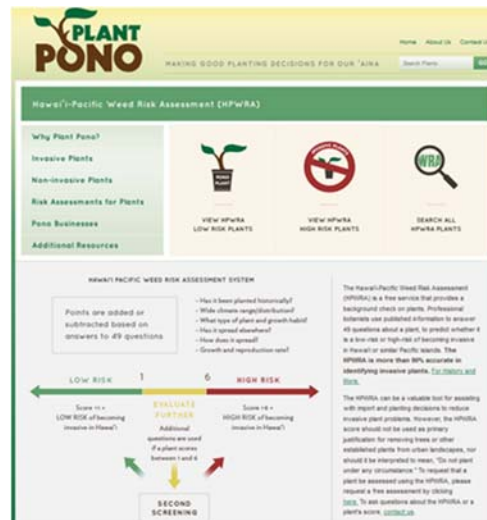 PLANT
PONO
MAKING GOOD PLANTING DECISIONS FOR OUR 'AINA
Home About Us Contact U
Search Plants
GO
Hawai'i-Pacific Weed Risk Assessment (HPWRA)
Why Plant Pono?
Invasive Plants
Non-invasive Plants
Risk Assessments for Plants
Pono Businesses
Additional Resources
PONO
PLANT
VIEW HPWRA
LOW RISK PLANTS
INVASIVE PLANTS
VIEW HPWRA
HIGH RISK PLANTS
WRA
SEARCH ALL
HPWRA PLANTS
HAWAI'I PACIFIC WEED RISK ASSESSMENT SYSTEM
Points are added or
subtracted based on
answers to 49 questions
- Has it been planted historically?
- Wide climate range/distribution?
- What type of plant and growth habit?
- Has it spread elsewhere?
- How does it spread?
- Growth and reproduction rate?
LOW RISK 1 6 HIGH RISK
Score <1 =
LOW RISK of becoming
invasive in Hawai'i
EVALUATE
FURTHER
Additional
questions are used
if a plant scores
between 1 and 6
Score >6 =
HIGH RISK of becoming
invasive in Hawai'i
SECOND
SCREENING
The Hawai'i-Pacific Weed Risk Assessment
(HPWRA) is a free service that provides a
background check on plants. Professional
botanists use published information to answer
49 questions about a plant, to predict whether it
is a low-risk or high-risk of becoming invasive
in Hawai'i or similar Pacific islands. The
HPWRA is more than 90% accurate in
identifying invasive plants. For History and
More.
The HPWRA can be a valuable tool for assisting
with import and planting decisions to reduce
invasive plant problems. However, the HPWRA
score should not be used as primary
justification for removing trees or other
established plants from urban landscapes, nor
should it be interpreted to mean, "Do not plant
under any circumstance." To request that a
plant be assessed using the HPWRA, please
request a free assessment by clicking
here. To ask questions about the HPWRA or a
plant's score, contact us.